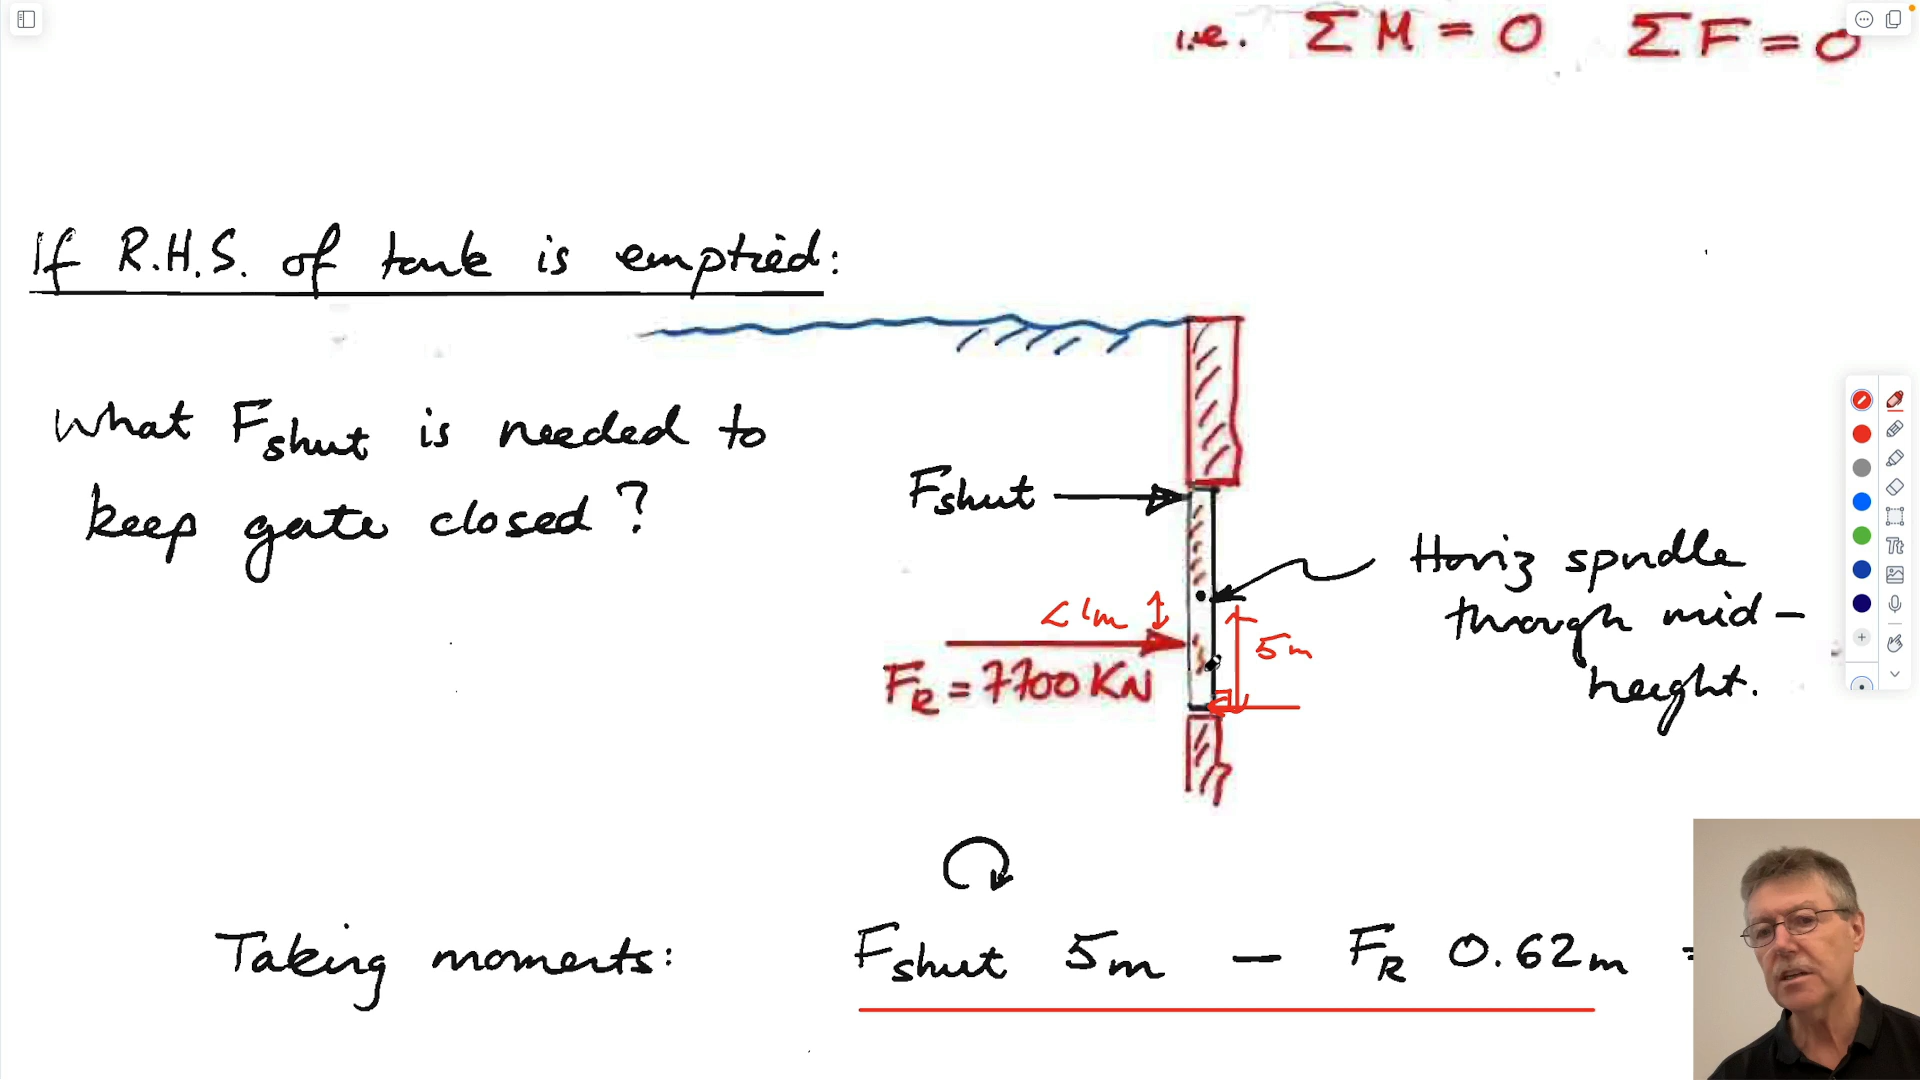 i.e. ΣM = 0 ΣF = 0
If R.H.S. of tank is emptied:
What Fshut is needed to
keep gate closed?
Fshut
Horiz spindle
through mid-
height.
< 1m
5m
FR = 7700 KN
Taking moments: Fshut 5m - FR 0.62m =
Tt